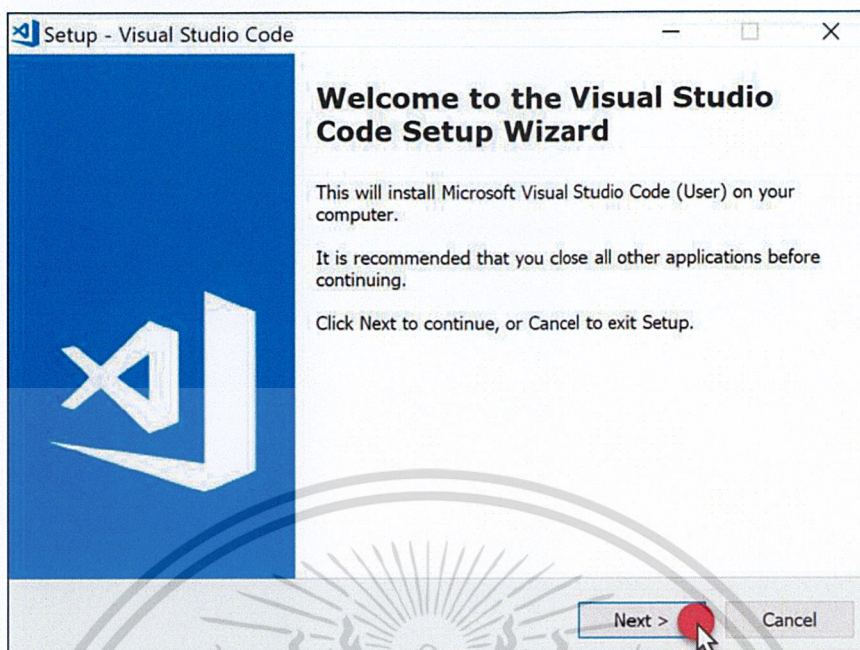 Setup - Visual Studio Code
Welcome to the Visual Studio
Code Setup Wizard
This will install Microsoft Visual Studio Code (User) on your
computer.
It is recommended that you close all other applications before
continuing.
Click Next to continue, or Cancel to exit Setup.
Next >
Cancel